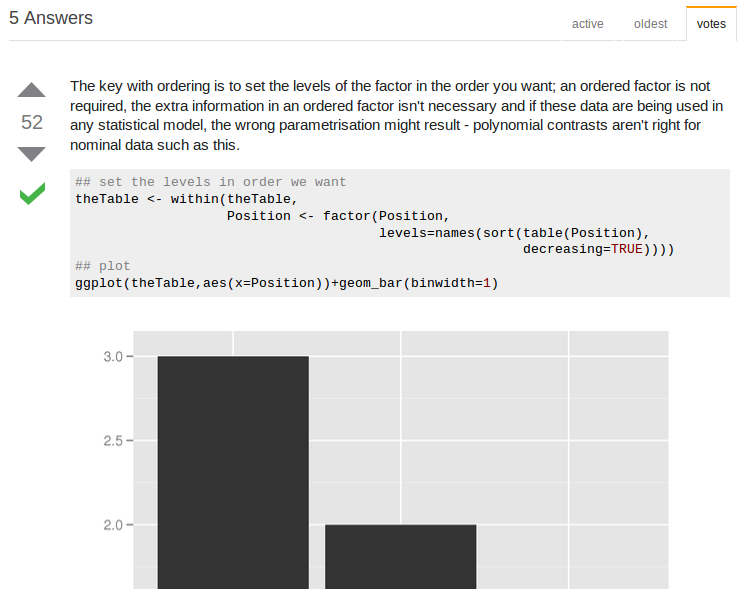 5 Answers
active oldest votes
52
The key with ordering is to set the levels of the factor in the order you want; an ordered factor is not
required, the extra information in an ordered factor isn't necessary and if these data are being used in
any statistical model, the wrong parametrisation might result - polynomial contrasts aren't right for
nominal data such as this.
## set the levels in order we want
theTable <- within(theTable,
                   Position <- factor(Position,
                                      levels=names(sort(table(Position),
                                                        decreasing=TRUE))))
## plot
ggplot(theTable,aes(x=Position))+geom_bar(binwidth=1)
3.0
2.5
2.0